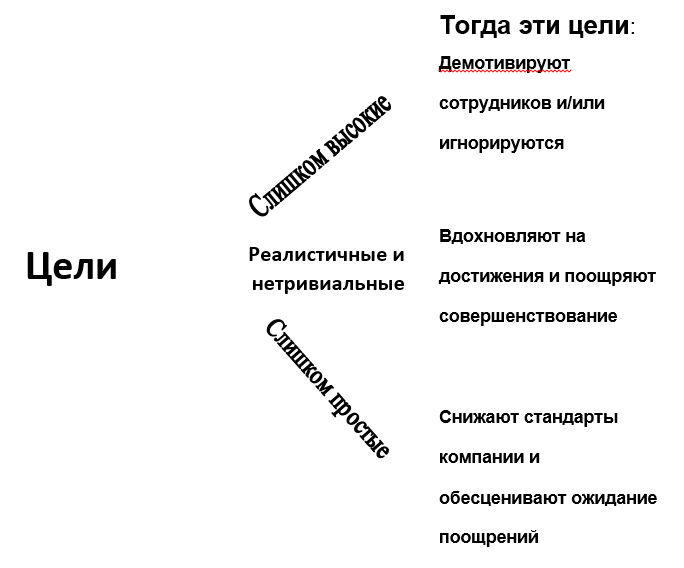 Тогда эти цели:
Демотивируют
сотрудников и/или
игнорируются
Слишком высокие
Цели
Реалистичные и
нетривиальные
Вдохновляют на
достижения и поощряют
совершенствование
Слишком простые
Снижают стандарты
компании и
обесценивают ожидание
поощрений